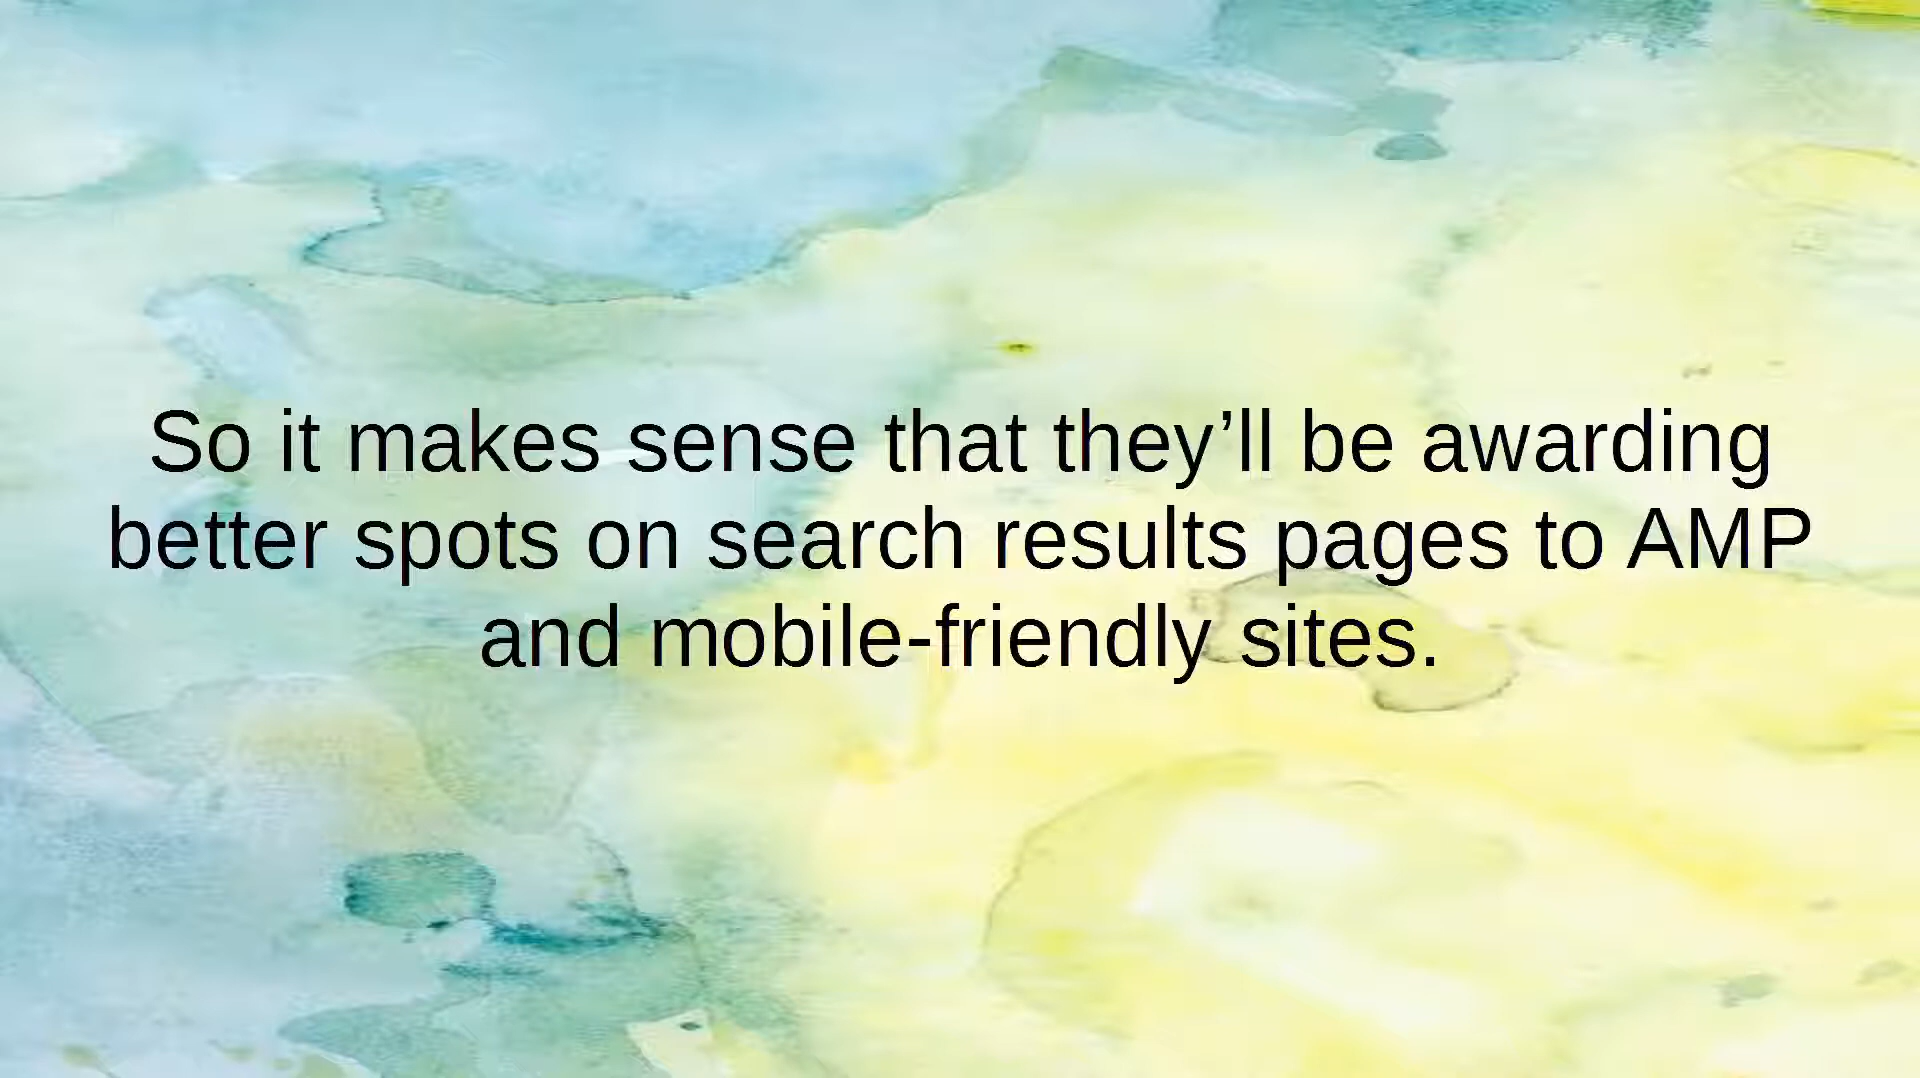 So it makes sense that they’ll be awarding
better spots on search results pages to AMP
and mobile-friendly sites.